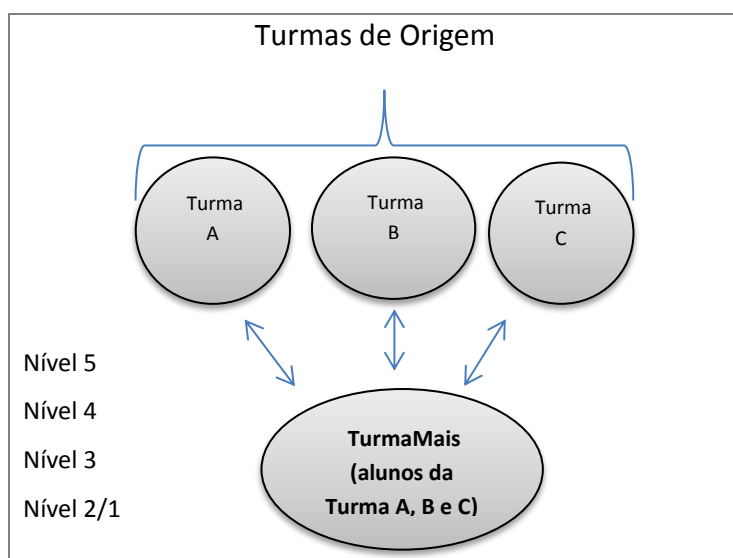 Turmas de Origem
Turma
A
Turma
B
Turma
C
Nível 5
Nível 4
Nível 3
Nível 2/1
TurmaMais
(alunos da
Turma A, B e C)